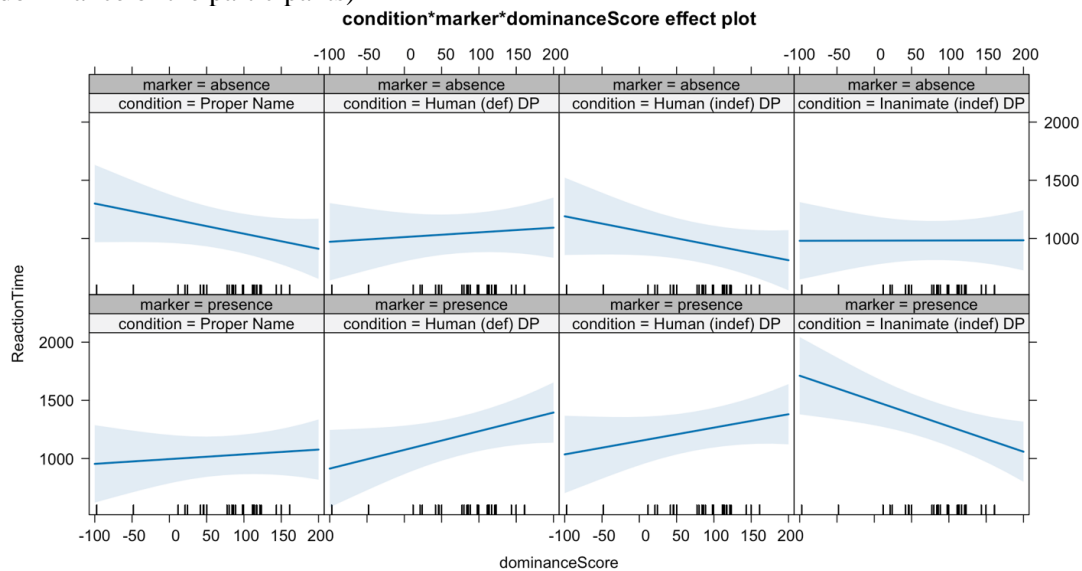 dominance of the participants)
condition*marker*dominanceScore effect plot
-100 -50 0 50 100 150 200 -100 -50 0 50 100 150 200
marker = absence marker = absence marker = absence marker = absence
condition = Proper Name condition = Human (def) DP condition = Human (indef) DP condition = Inanimate (indef) DP
2000
1500
1000
ReactionTime
marker = presence marker = presence marker = presence marker = presence
condition = Proper Name condition = Human (def) DP condition = Human (indef) DP condition = Inanimate (indef) DP
2000
1500
1000
-100 -50 0 50 100 150 200 -100 -50 0 50 100 150 200
dominanceScore